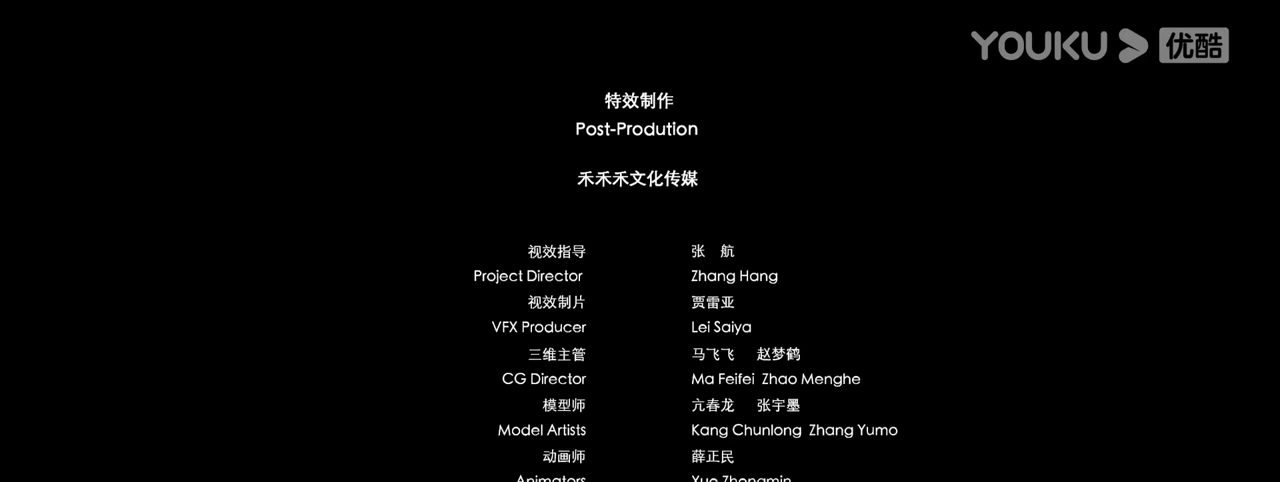 YOUKU 优酷
特效制作
Post-Prodution
禾禾禾文化传媒
视效指导 张 航
Project Director Zhang Hang
视效制片 贾雷亚
VFX Producer Lei Saiya
三维主管 马飞飞 赵梦鹤
CG Director Ma Feifei Zhao Menghe
模型师 亢春龙 张宇墨
Model Artists Kang Chunlong Zhang Yumo
动画师 薛正民
Animators Xue Zhengmin